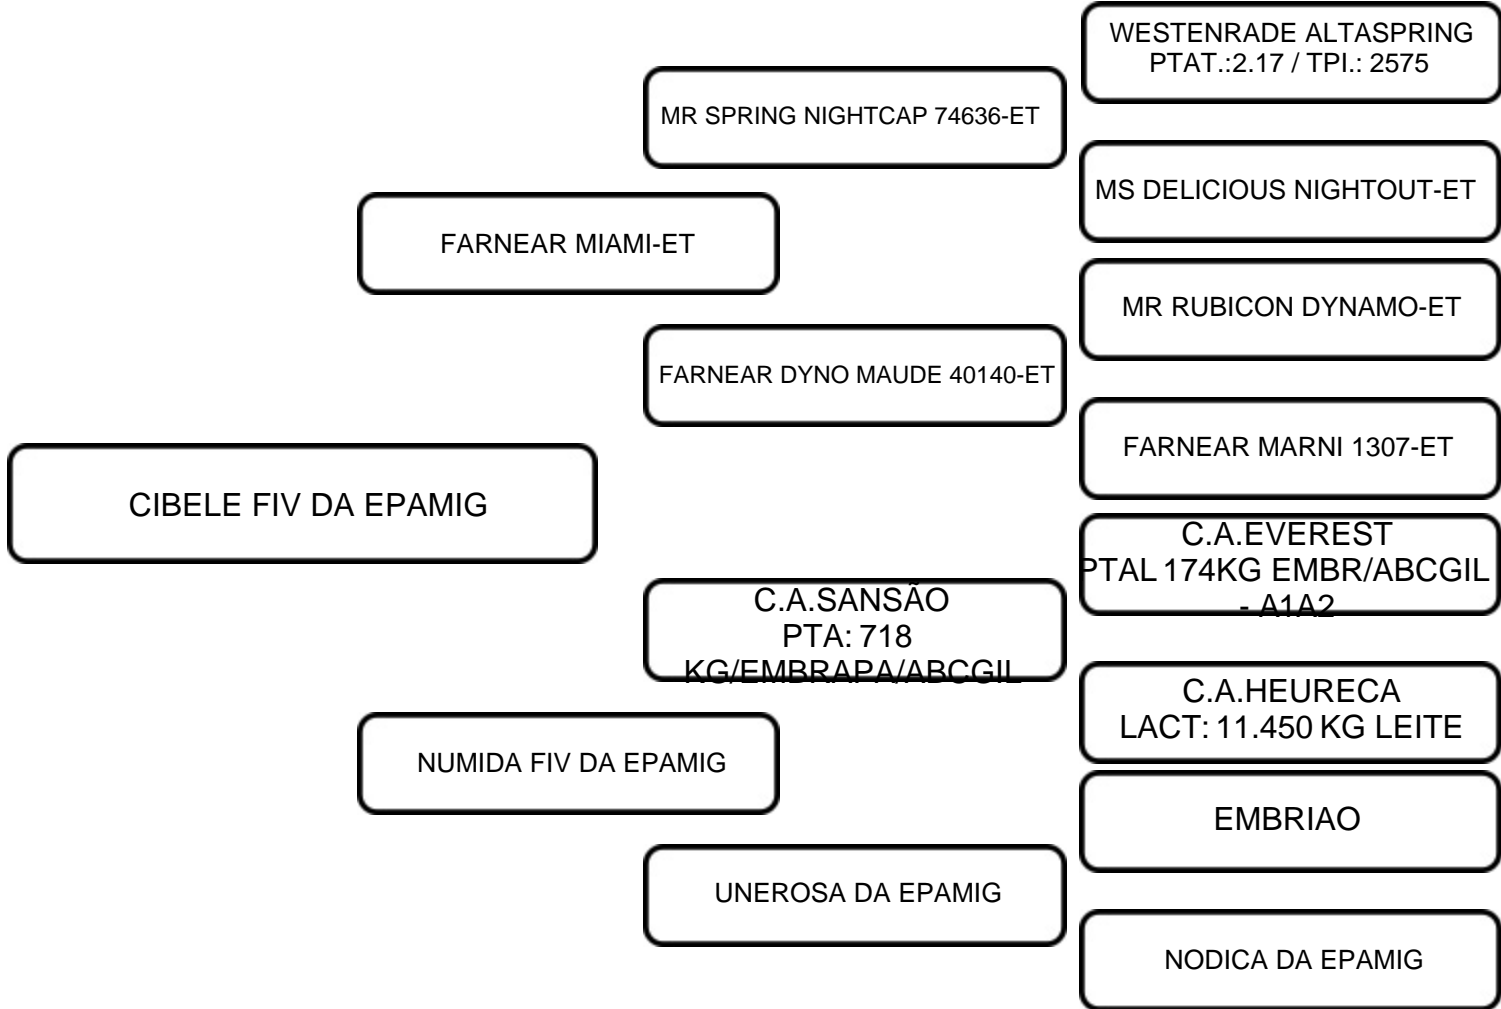 WESTENRADE ALTASPRING
PTAT.:2.17 / TPI.: 2575
MR SPRING NIGHTCAP 74636-ET
MS DELICIOUS NIGHTOUT-ET
FARNEAR MIAMI-ET
MR RUBICON DYNAMO-ET
FARNEAR DYNO MAUDE 40140-ET
FARNEAR MARNI 1307-ET
CIBELE FIV DA EPAMIG
C.A.EVEREST
PTAL 174KG EMBR/ABCGIL
- A1A2
C.A.SANSÃO
PTA: 718
KG/EMBRAPA/ABCGIL
C.A.HEURECA
LACT: 11.450 KG LEITE
NUMIDA FIV DA EPAMIG
EMBRIAO
UNEROSA DA EPAMIG
NODICA DA EPAMIG